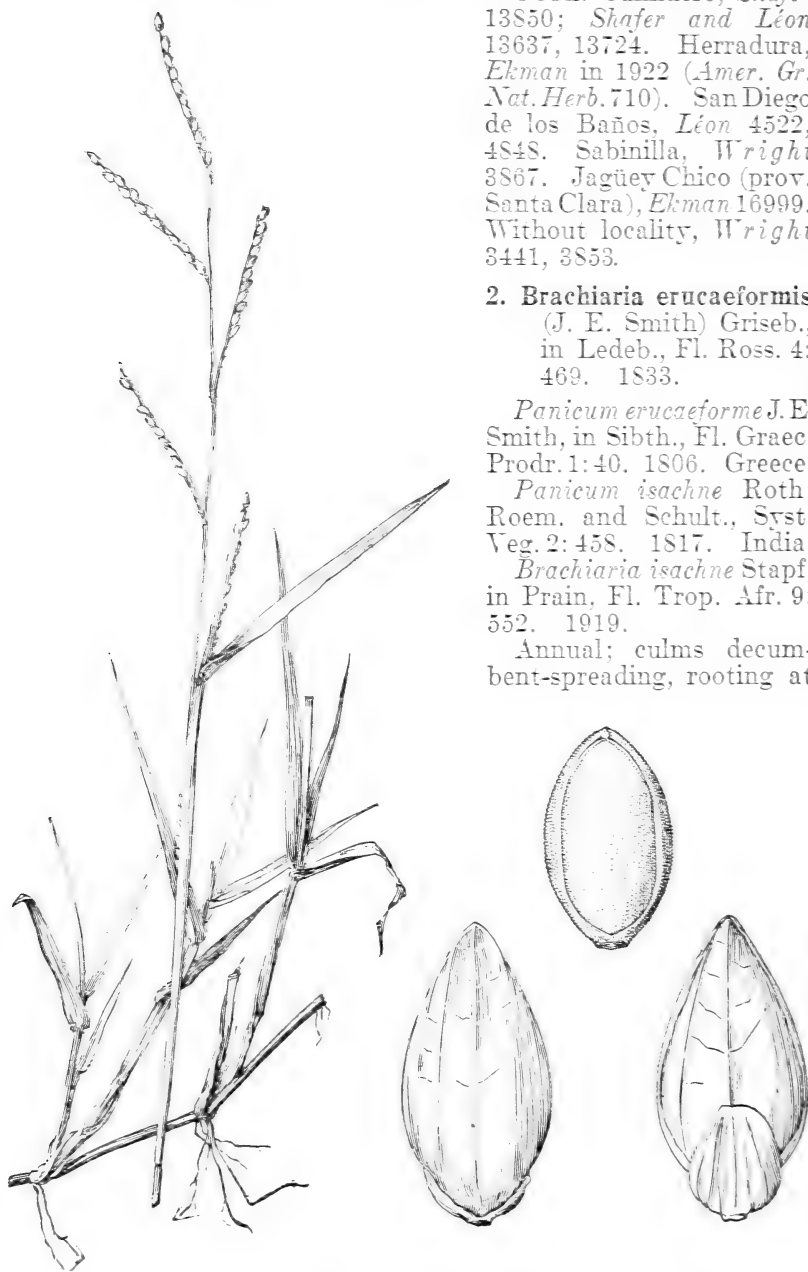 13850; Shafer and Léon
13637, 13724. Herradura,
Ekman in 1922 (Amer. Gr.
Nat. Herb. 710). San Diego
de los Baños, Léon 4522,
4848. Sabinilla, Wright
3867. Jagüey Chico (prov.
Santa Clara), Ekman 16999.
Without locality, Wright
3441, 3853.
2. Brachiaria erucaeformis
(J. E. Smith) Griseb.,
in Ledeb., Fl. Ross. 4:
469. 1833.
Panicum erucaeforme J. E.
Smith, in Sibth., Fl. Graec.
Prodr. 1: 40. 1806. Greece.
Panicum isachne Roth
Roem. and Schult., Syst.
Veg. 2: 458. 1817. India.
Brachiaria isachne Stapf
in Prain, Fl. Trop. Afr. 9:
552. 1919.
Annual; culms decum-
bent-spreading, rooting at